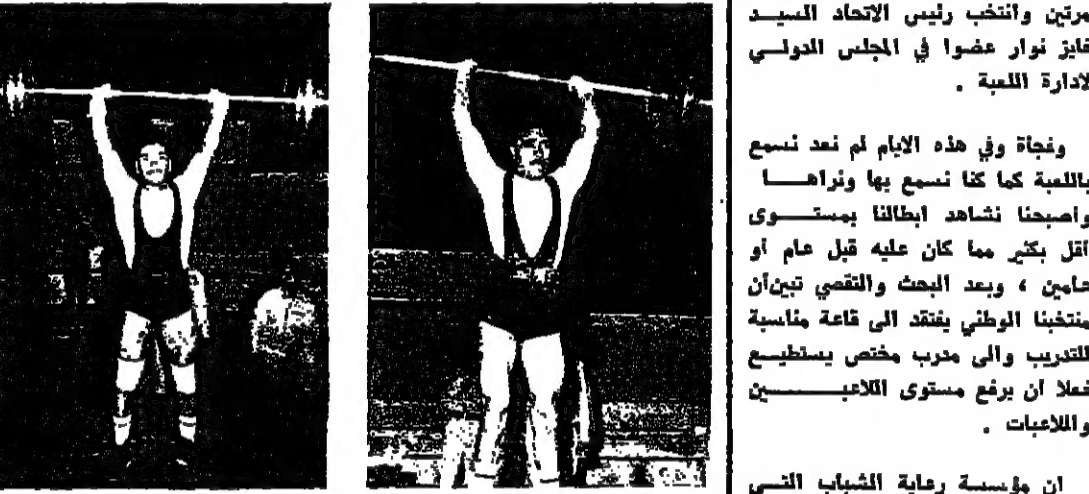 مرتين وانتخب رئيس الاتحاد السيد
فايز نوار عضوا في المجلس الدولي
لادارة اللعبة .
وفجأة وفي هذه الايام لم نعد نسمع
باللعبة كما كنا نسمع بها ونراها
واصبحنا نشاهد ابطالنا بمستوى
اقل بكثير مما كان عليه قبل عام أو
عامين ، وبعد البحث والتقصي تبين أن
منتخبنا الوطني يفتقد الى قاعة مناسبة
للتدريب والى مدرب مختص يستطيع
فعلا ان يرفع مستوى اللاعبين
واللاعبات .
ان مؤسسة رعاية الشباب التي